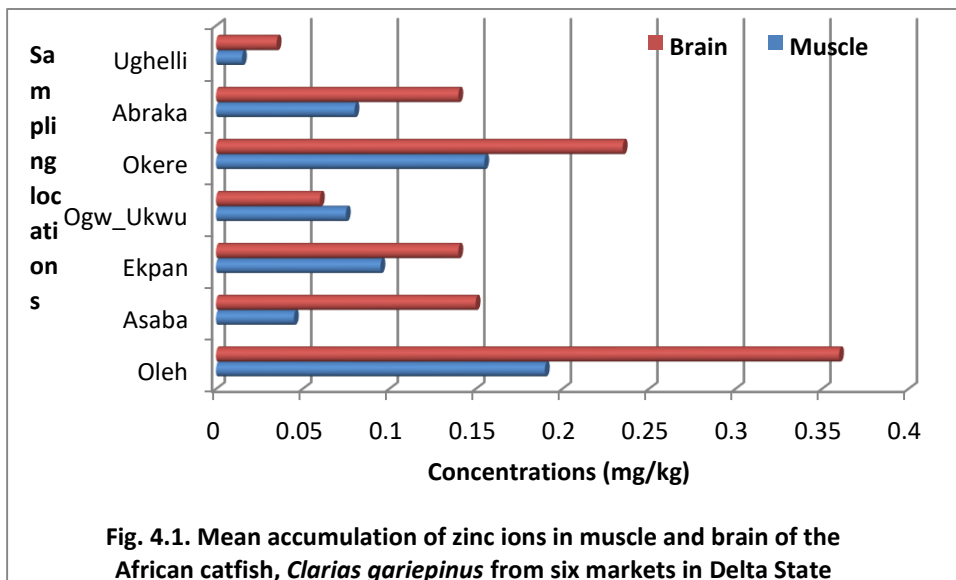 Sa
m
pli
ng
loc
ati
on
s
Brain Muscle
Ughelli
Abraka
Okere
Ogw_Ukwu
Ekpan
Asaba
Oleh
0 0.05 0.1 0.15 0.2 0.25 0.3 0.35 0.4
Concentrations (mg/kg)
Fig. 4.1. Mean accumulation of zinc ions in muscle and brain of the
African catfish, Clarias gariepinus from six markets in Delta State